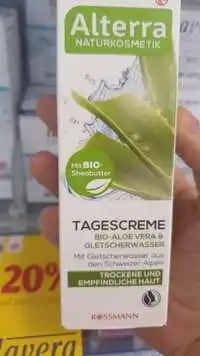 Alterra
NATURKOSMETIK
Mit BIO-
Sheabutter
TAGESCREME
BIO-ALOE VERA &
GLETSCHERWASSER
Mit Gletscherwasser aus
den Schweizer Alpen
TROCKENE UND
EMPFINDLICHE HAUT
ROSSMANN
20%
avera